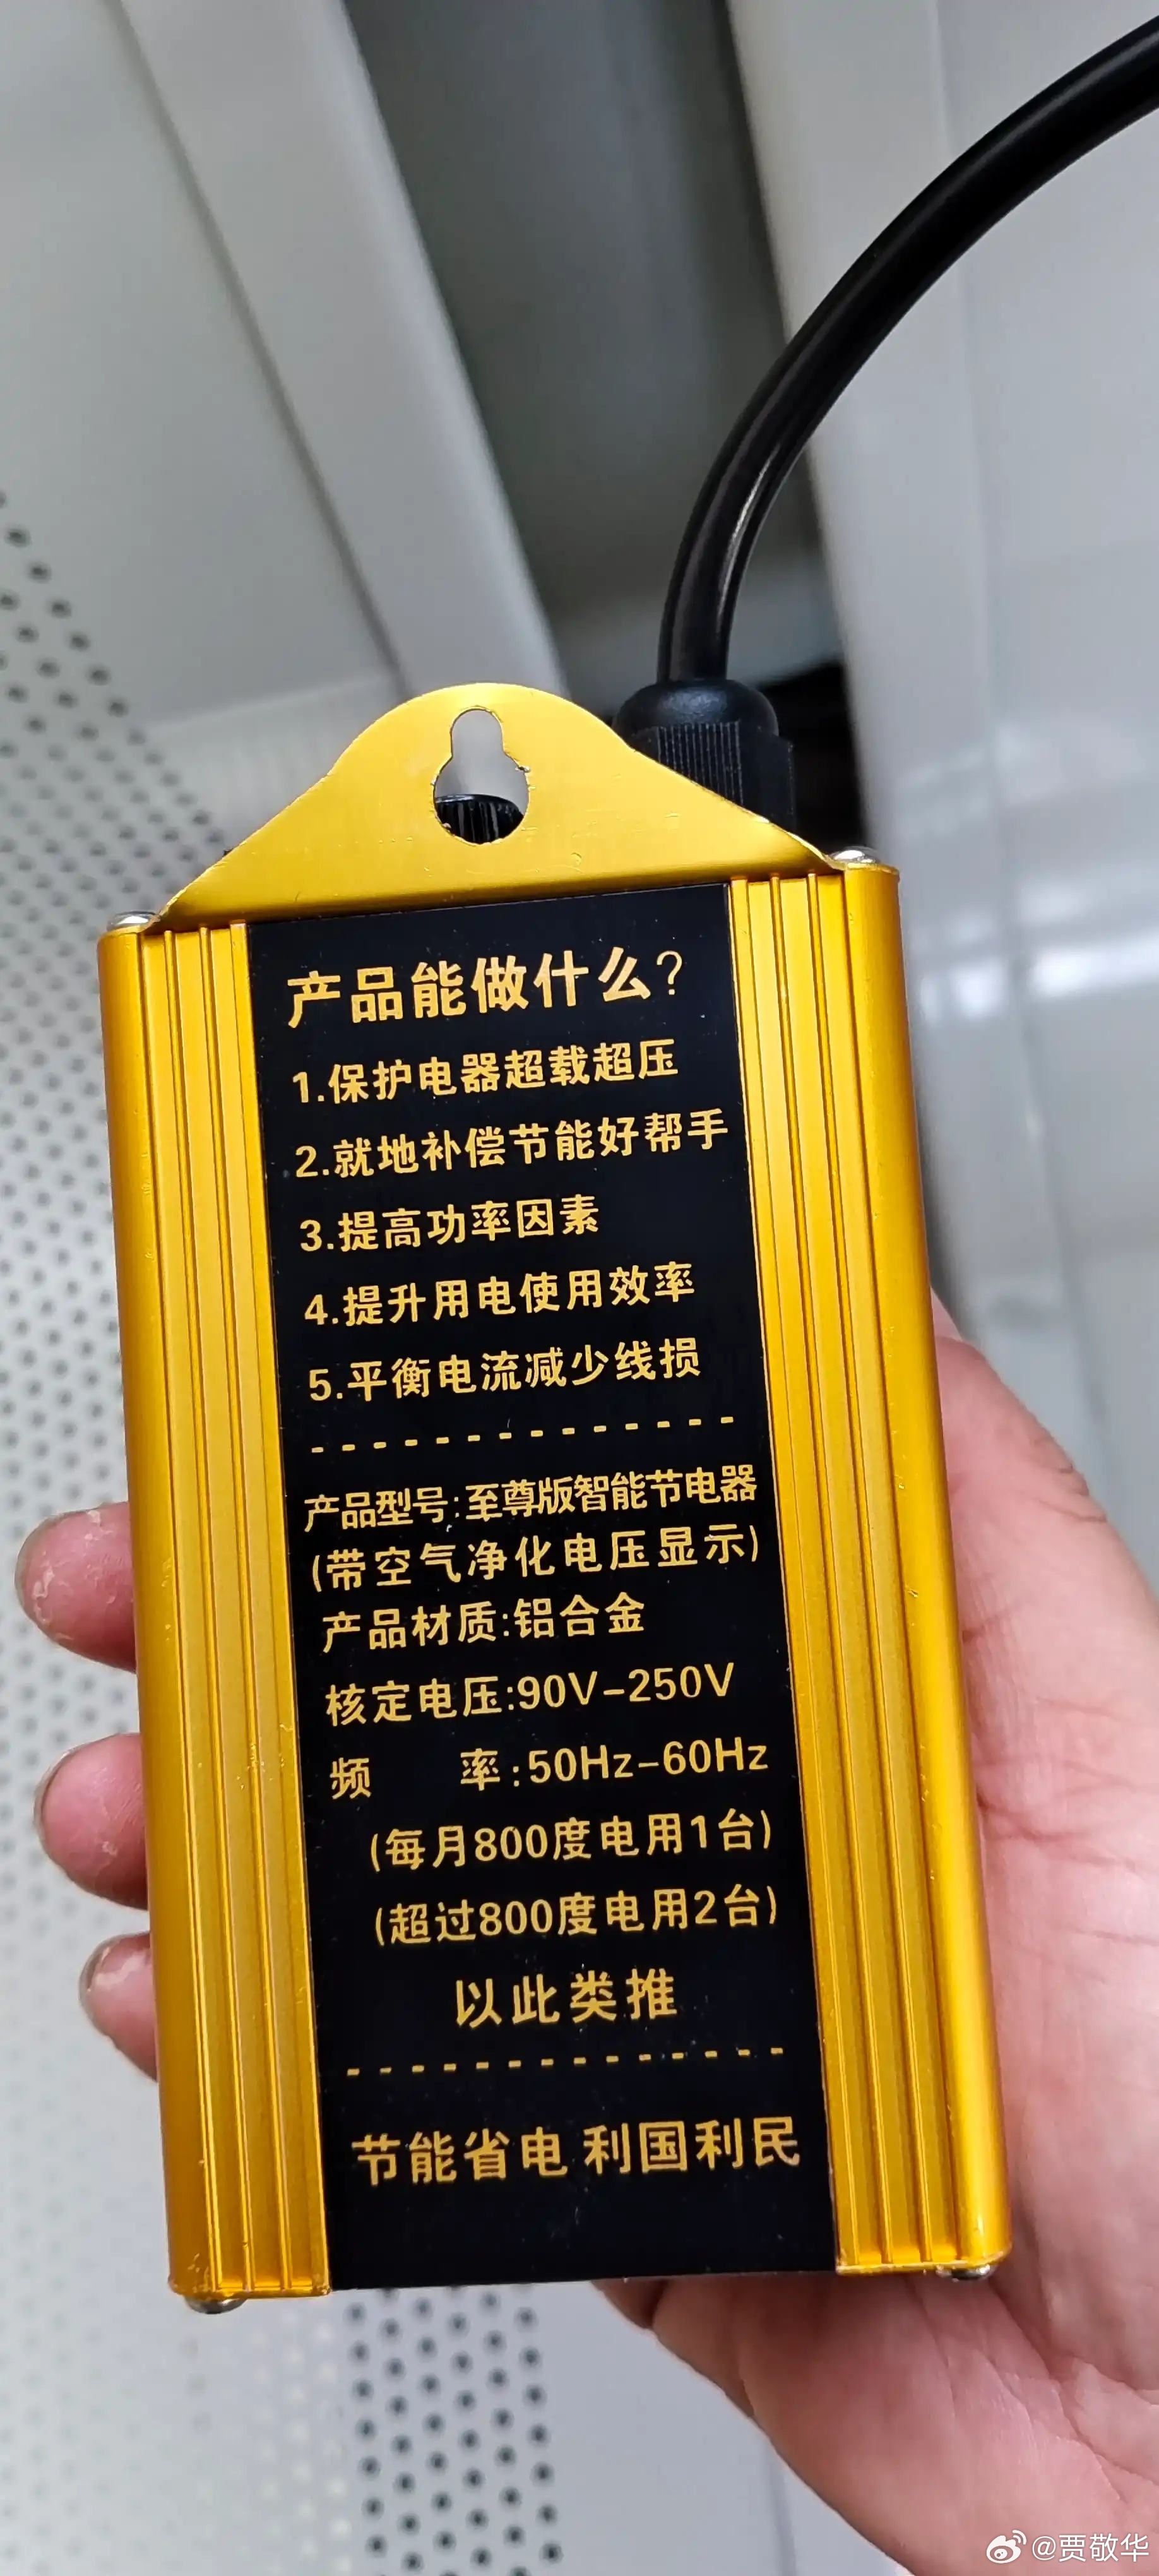 产品能做什么?
1.保护电器超载超压
2.就地补偿节能好帮手
3.提高功率因素
4.提升用电使用效率
5.平衡电流减少线损
产品型号:至尊版智能节电器
(带空气净化电压显示)
产品材质:铝合金
核定电压:90V-250V
频 率:50Hz-60Hz
(每月800度电用1台)
(超过800度电用2台)
以此类推
节能省电 利国利民
@贾敬华